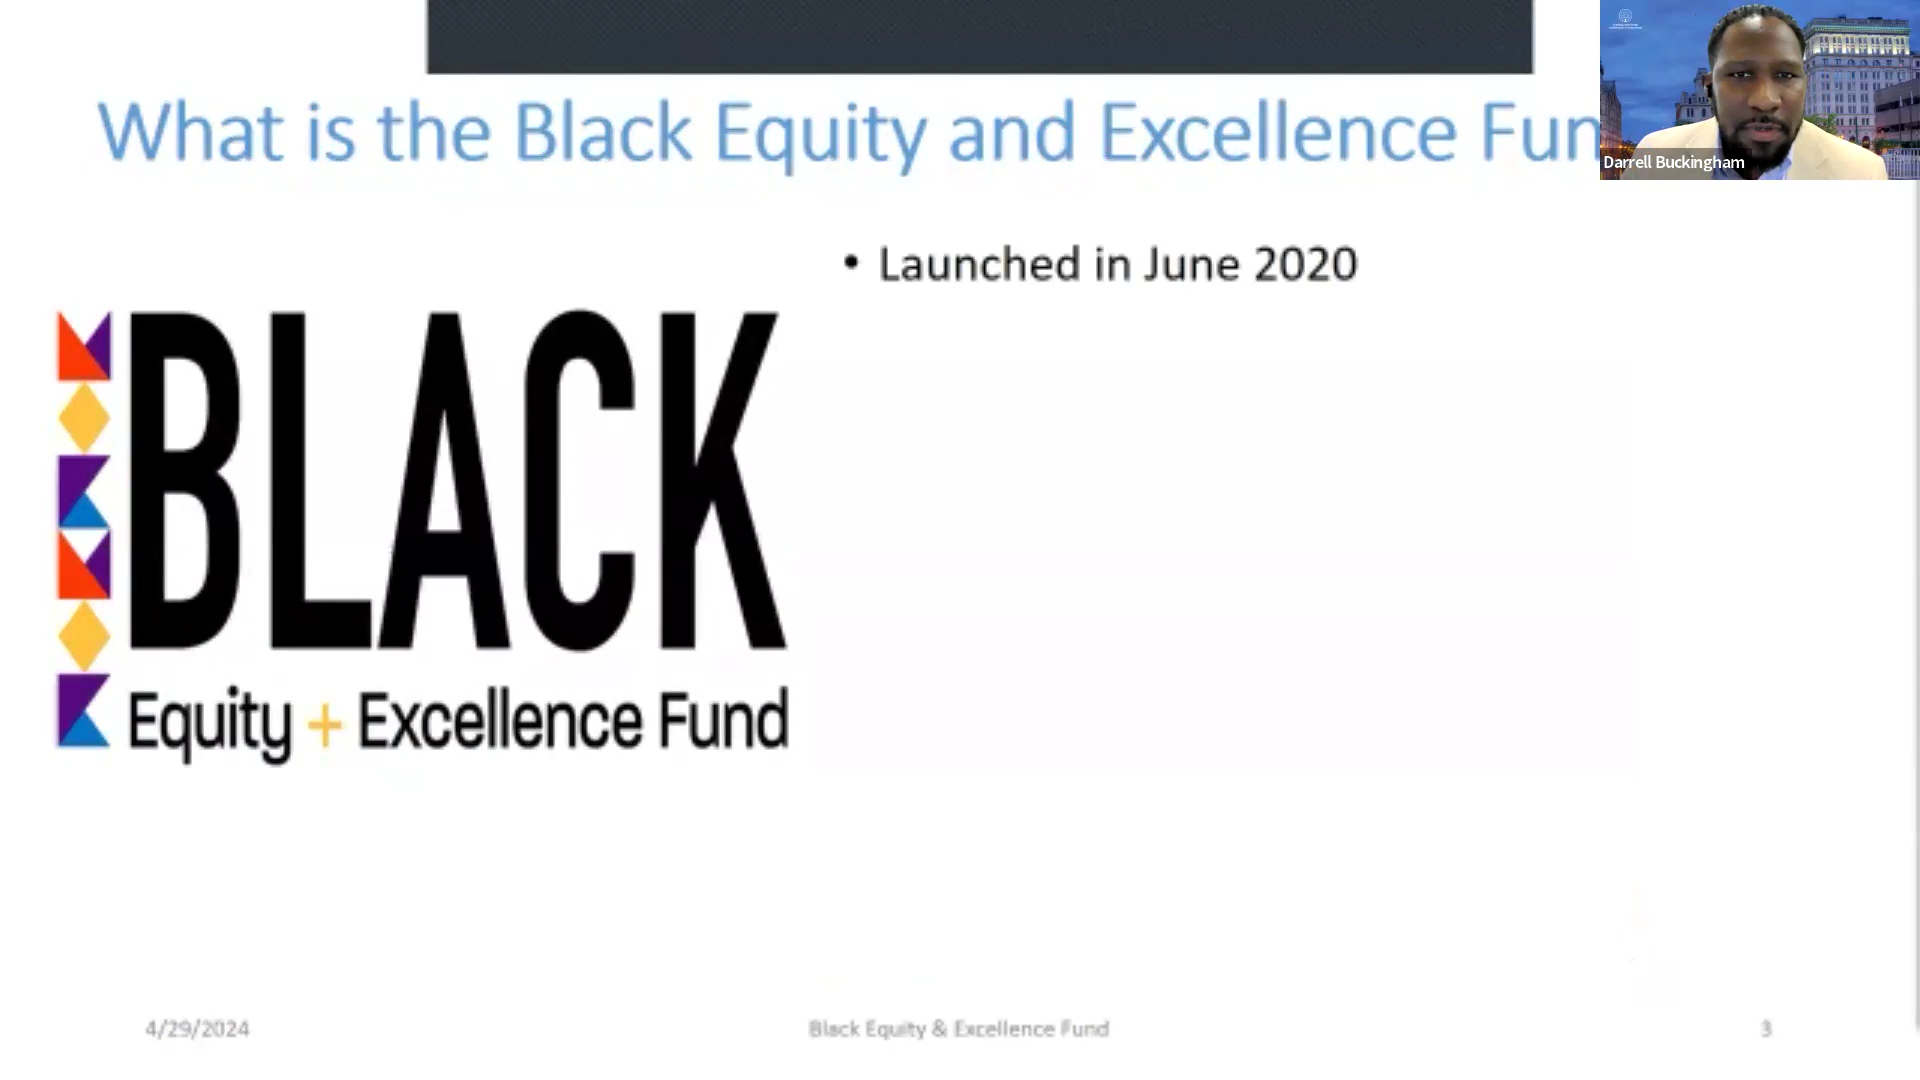 What is the Black Equity and Excellence Fun
Darrell Buckingham
• Launched in June 2020
BLACK
Equity + Excellence Fund
4/29/2024
Black Equity & Excellence Fund
3